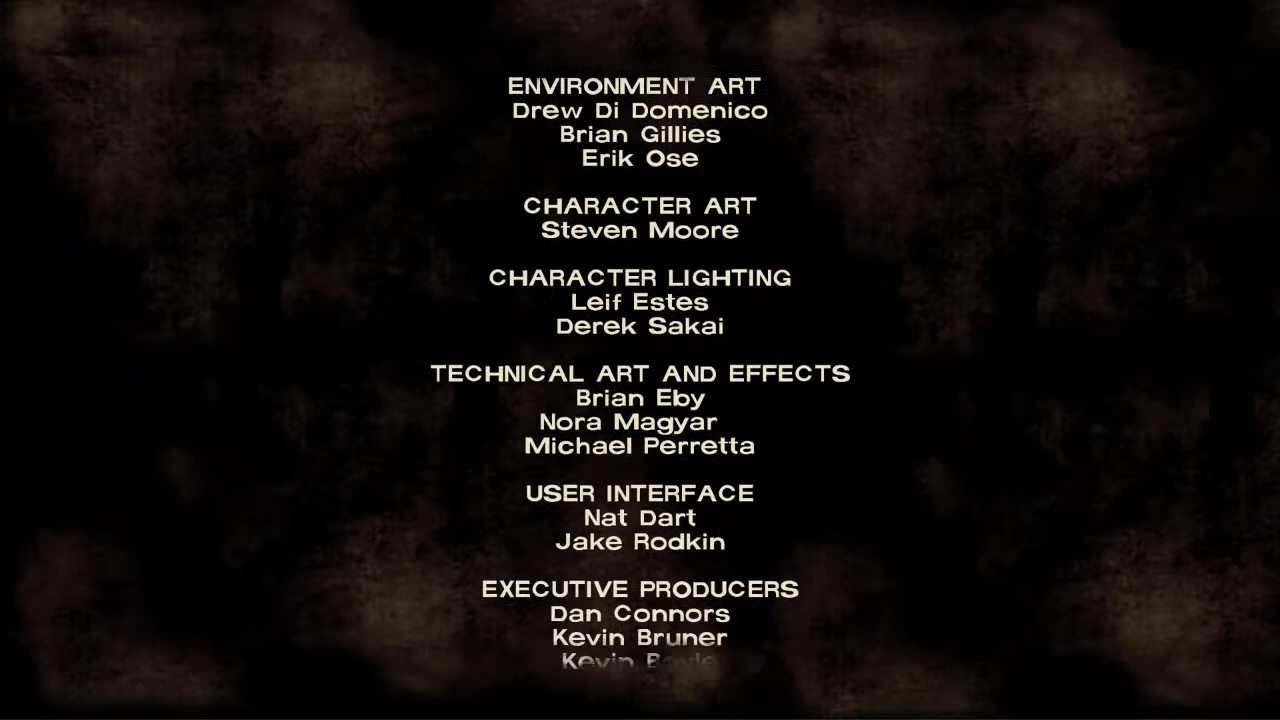 ENVIRONMENT ART
Drew Di Domenico
Brian Gillies
Erik Ose
CHARACTER ART
Steven Moore
CHARACTER LIGHTING
Leif Estes
Derek Sakai
TECHNICAL ART AND EFFECTS
Brian Eby
Nora Magyar
Michael Perretta
USER INTERFACE
Nat Dart
Jake Rodkin
EXECUTIVE PRODUCERS
Dan Connors
Kevin Bruner
Kevin Boyle